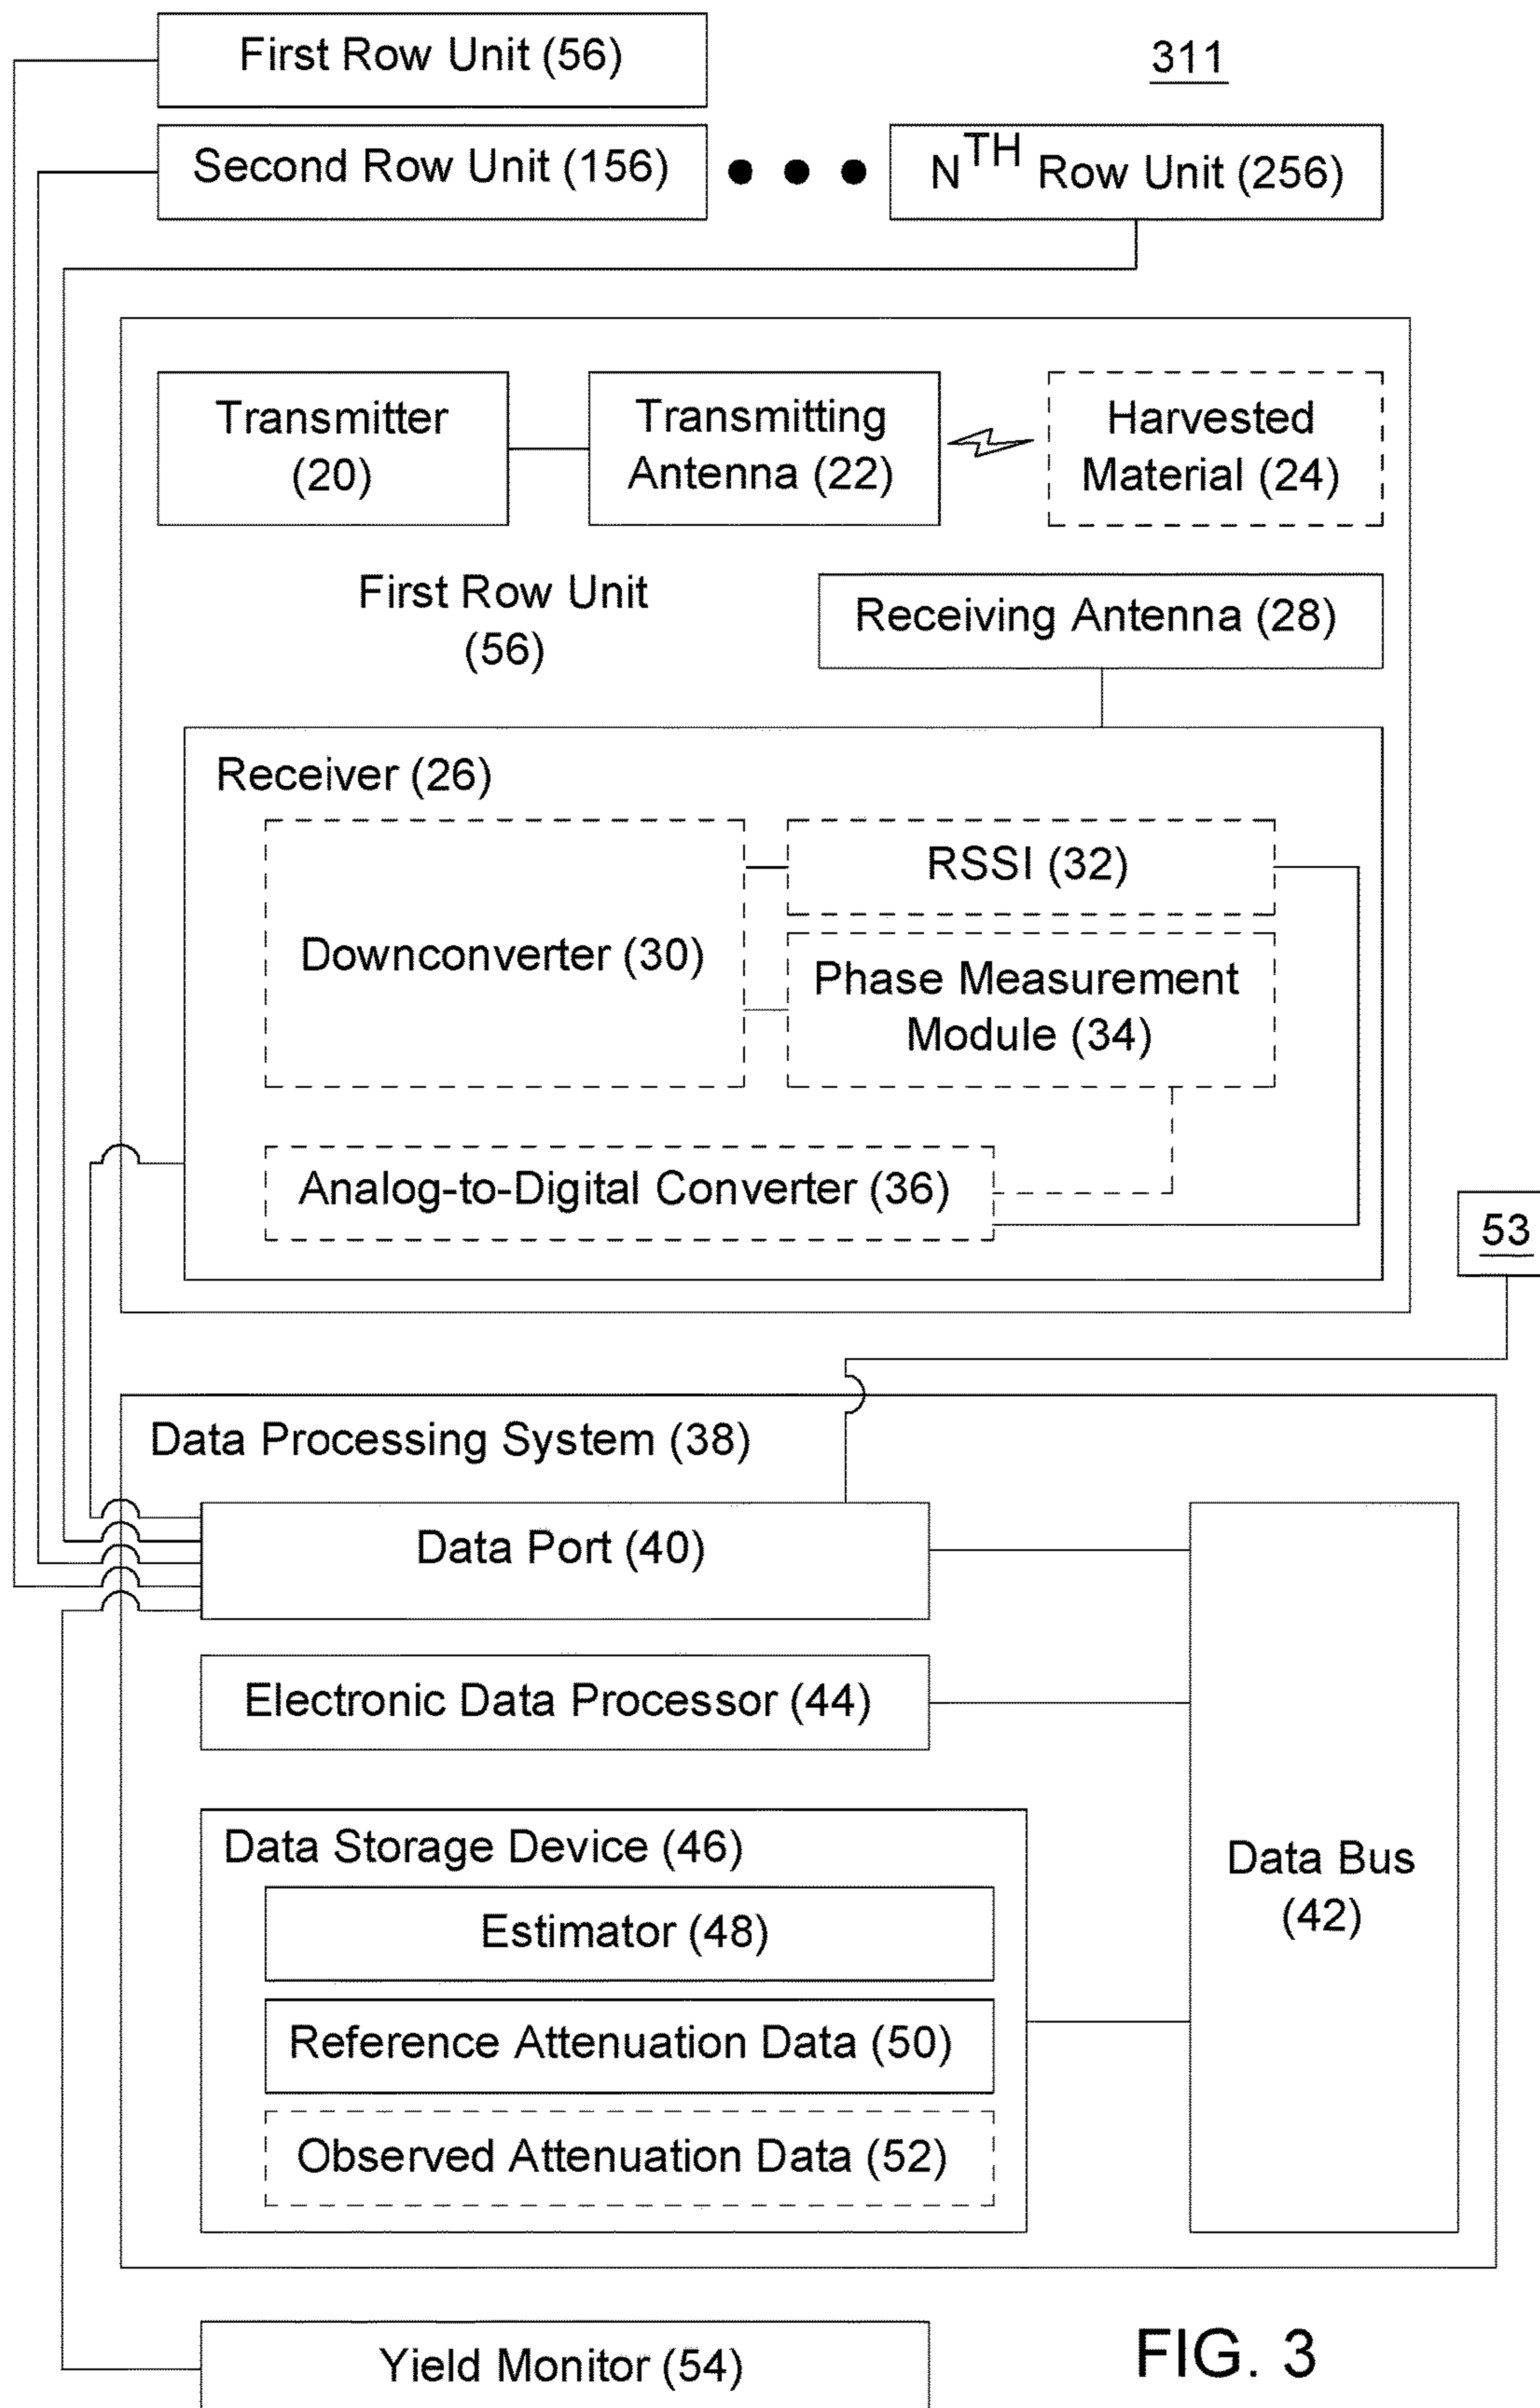 First Row Unit (56)
311
Second Row Unit (156)
NTH Row Unit (256)
Transmitter
(20)
Transmitting
Antenna (22)
Harvested
Material (24)
First Row Unit
(56)
Receiving Antenna (28)
Receiver (26)
RSSI (32)
Downconverter (30)
Phase Measurement
Module (34)
Analog-to-Digital Converter (36)
53
Data Processing System (38)
Data Port (40)
Electronic Data Processor (44)
Data Storage Device (46)
Data Bus
(42)
Estimator (48)
Reference Attenuation Data (50)
Observed Attenuation Data (52)
Yield Monitor (54)
FIG. 3